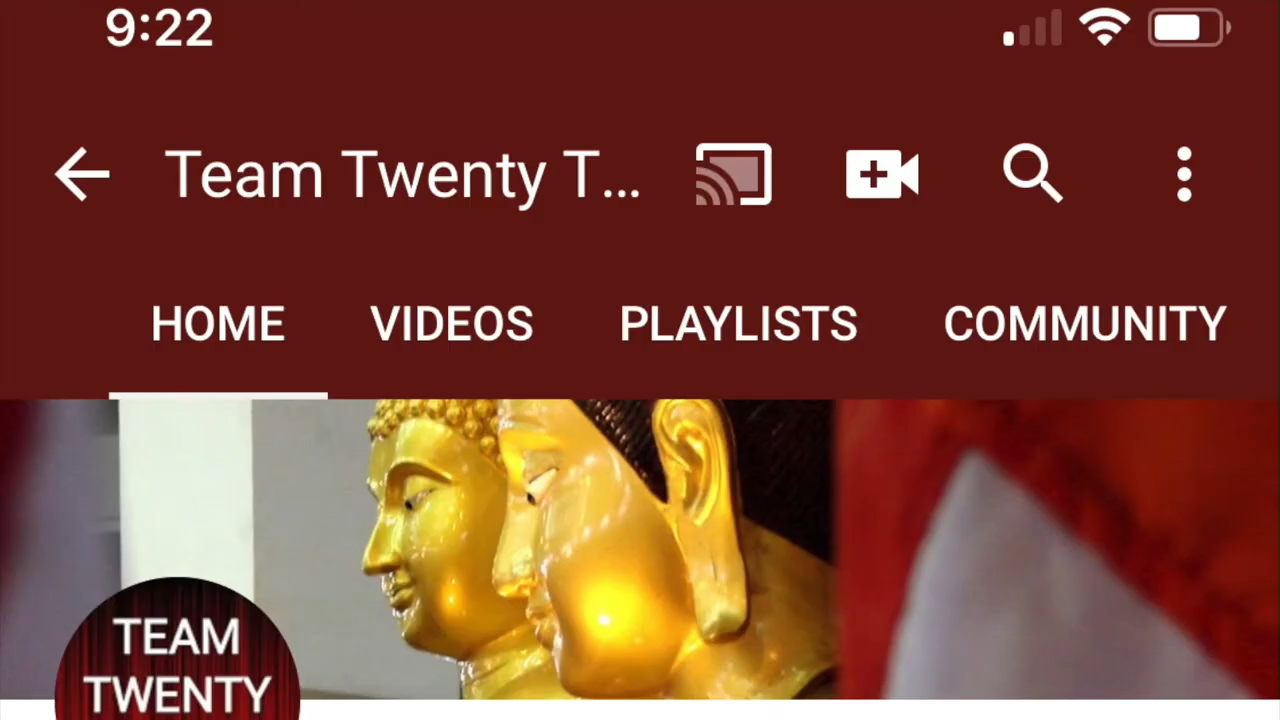 9:22
Team Twenty T...
HOME VIDEOS PLAYLISTS COMMUNITY
TEAM
TWENTY